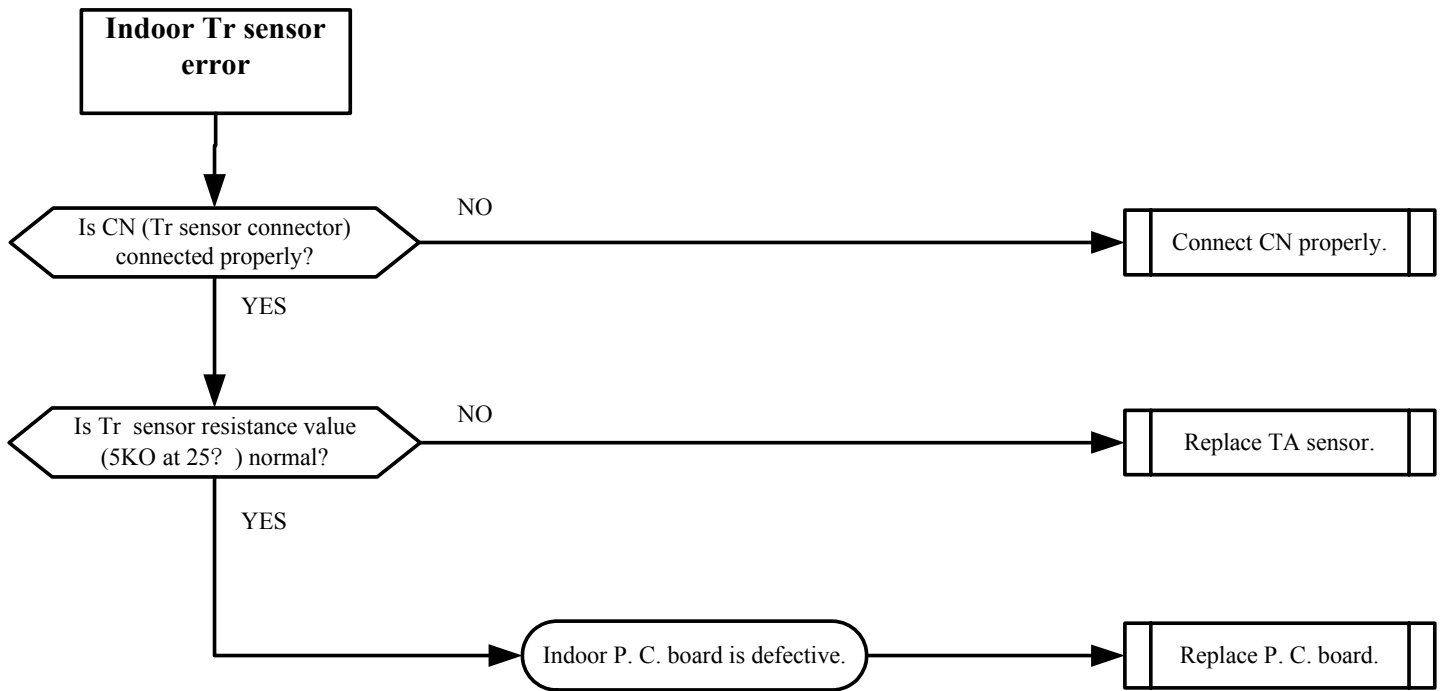 Indoor Tr sensor
error
Is CN (Tr sensor connector)
connected properly?
NO
Connect CN properly.
YES
Is Tr sensor resistance value
(5KO at 25? ) normal?
NO
Replace TA sensor.
YES
Indoor P. C. board is defective.
Replace P. C. board.